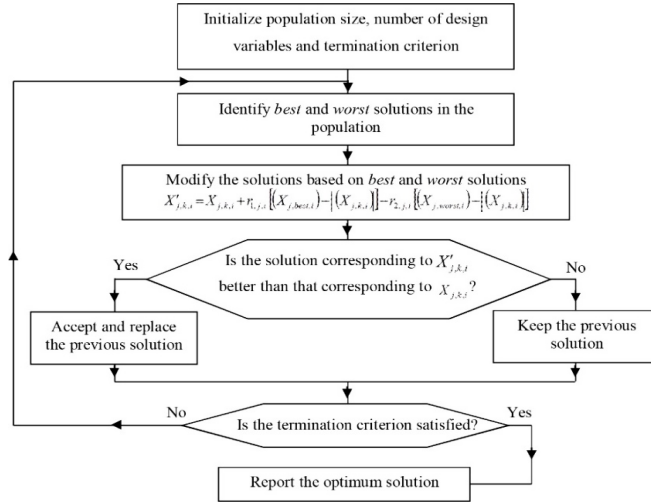 Initialize population size, number of design
variables and termination criterion
Identify best and worst solutions in the
population
Modify the solutions based on best and worst solutions
X'j,k,i = Xj,k,i + r1,j,i [(Xj,best,i) − |(Xj,k,i)|] − r2,j,i [(Xj,worst,i) − |(Xj,k,i)|]
Is the solution corresponding to X'j,k,i
better than that corresponding to Xj,k,i?
Yes
No
Accept and replace
the previous solution
Keep the previous
solution
Is the termination criterion satisfied?
No
Yes
Report the optimum solution